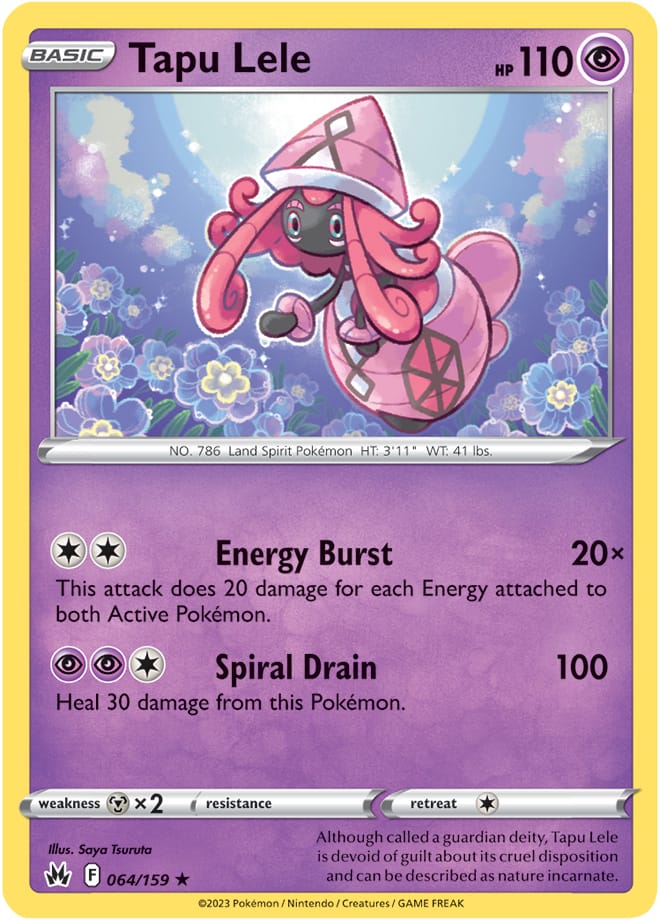 BASIC Tapu Lele HP 110
NO. 786 Land Spirit Pokémon HT: 3'11" WT: 41 lbs.
Energy Burst 20×
This attack does 20 damage for each Energy attached to
both Active Pokémon.
Spiral Drain 100
Heal 30 damage from this Pokémon.
weakness ×2 resistance retreat
Illus. Saya Tsuruta
Although called a guardian deity, Tapu Lele
is devoid of guilt about its cruel disposition
and can be described as nature incarnate.
F 064/159 ★
©2023 Pokémon / Nintendo / Creatures / GAME FREAK